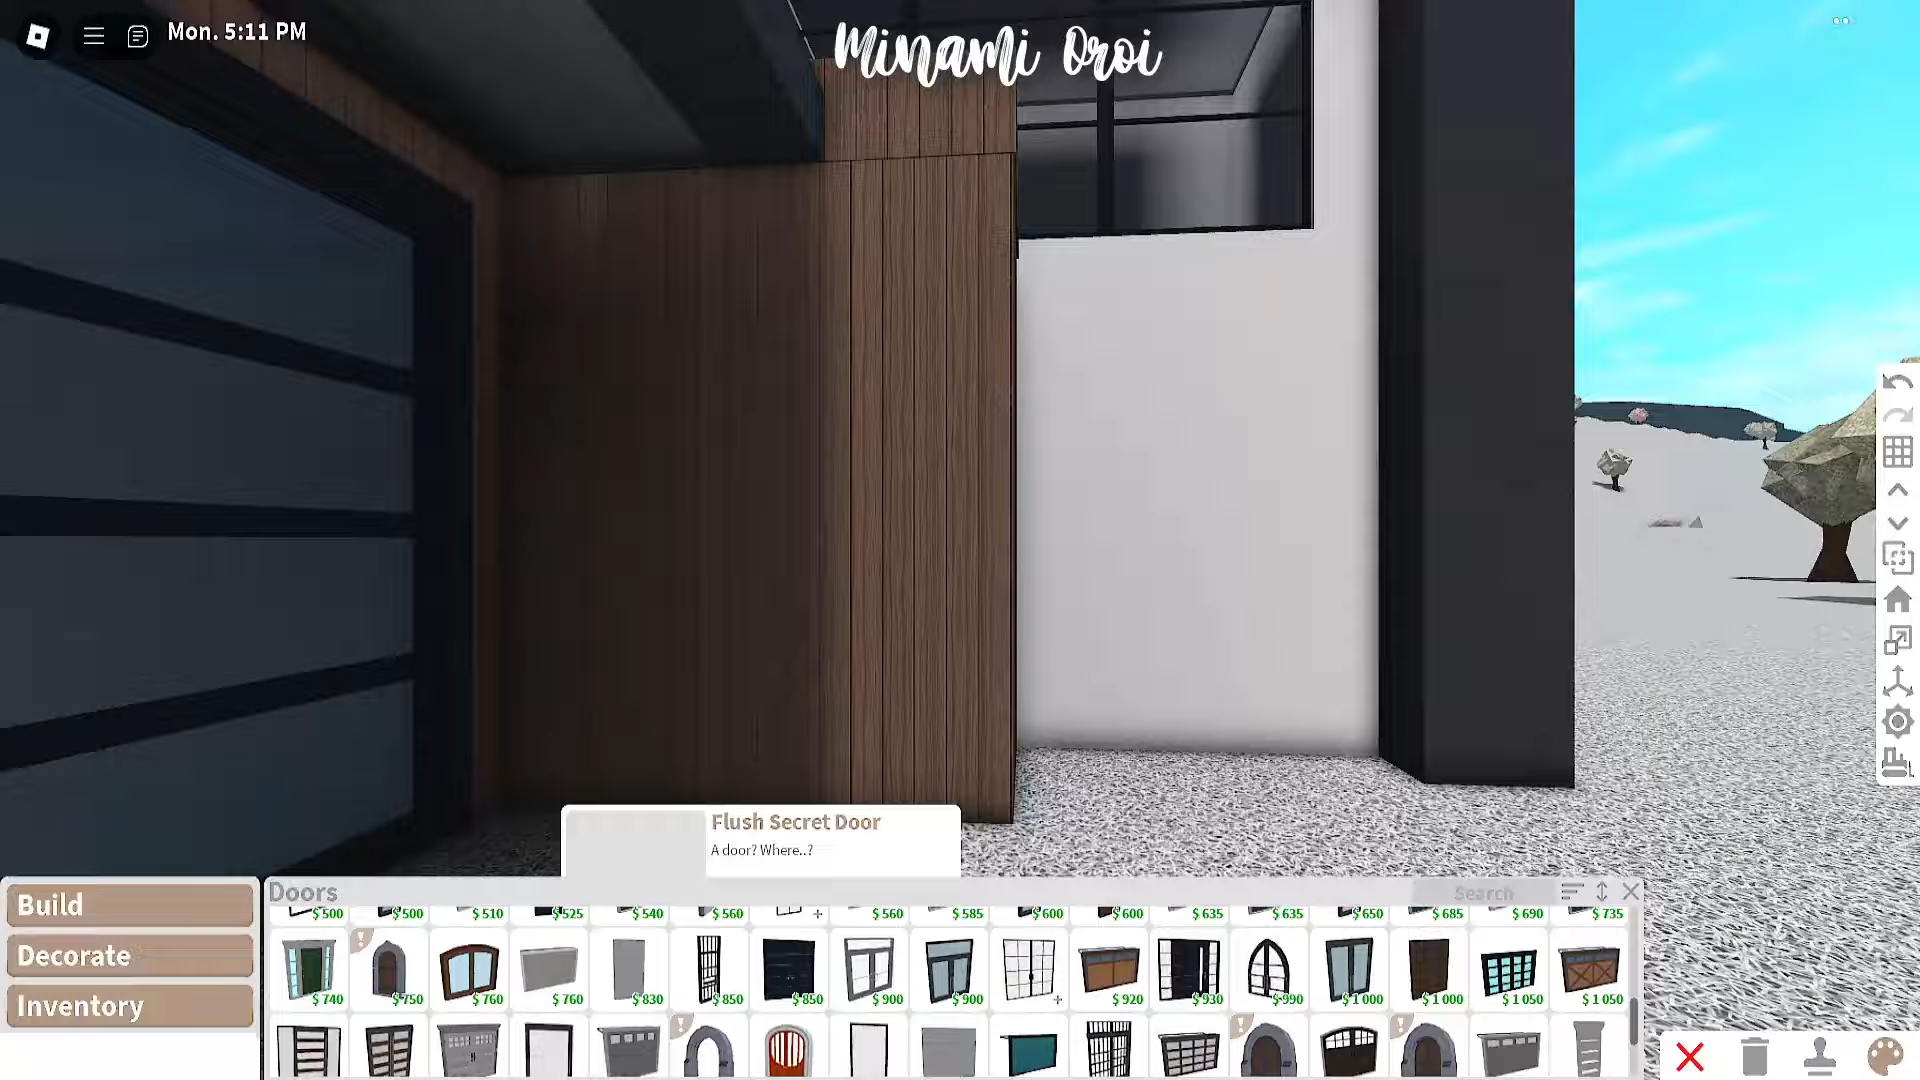 Mon. 5:11 PM
Minami Oroi
Flush Secret Door
A door? Where..?
Build
Decorate
Inventory
Doors
Search
$ 500 $ 500 $ 510 $ 525 $ 540 $ 560 + $ 560 $ 585 $ 600 $ 600 $ 635 $ 635 $ 650 $ 685 $ 690 $ 735
$ 740 $ 750 $ 760 $ 760 $ 830 $ 850 $ 850 $ 900 $ 900 + $ 920 $ 930 $ 990 $ 1 000 $ 1 000 $ 1 050 $ 1 050